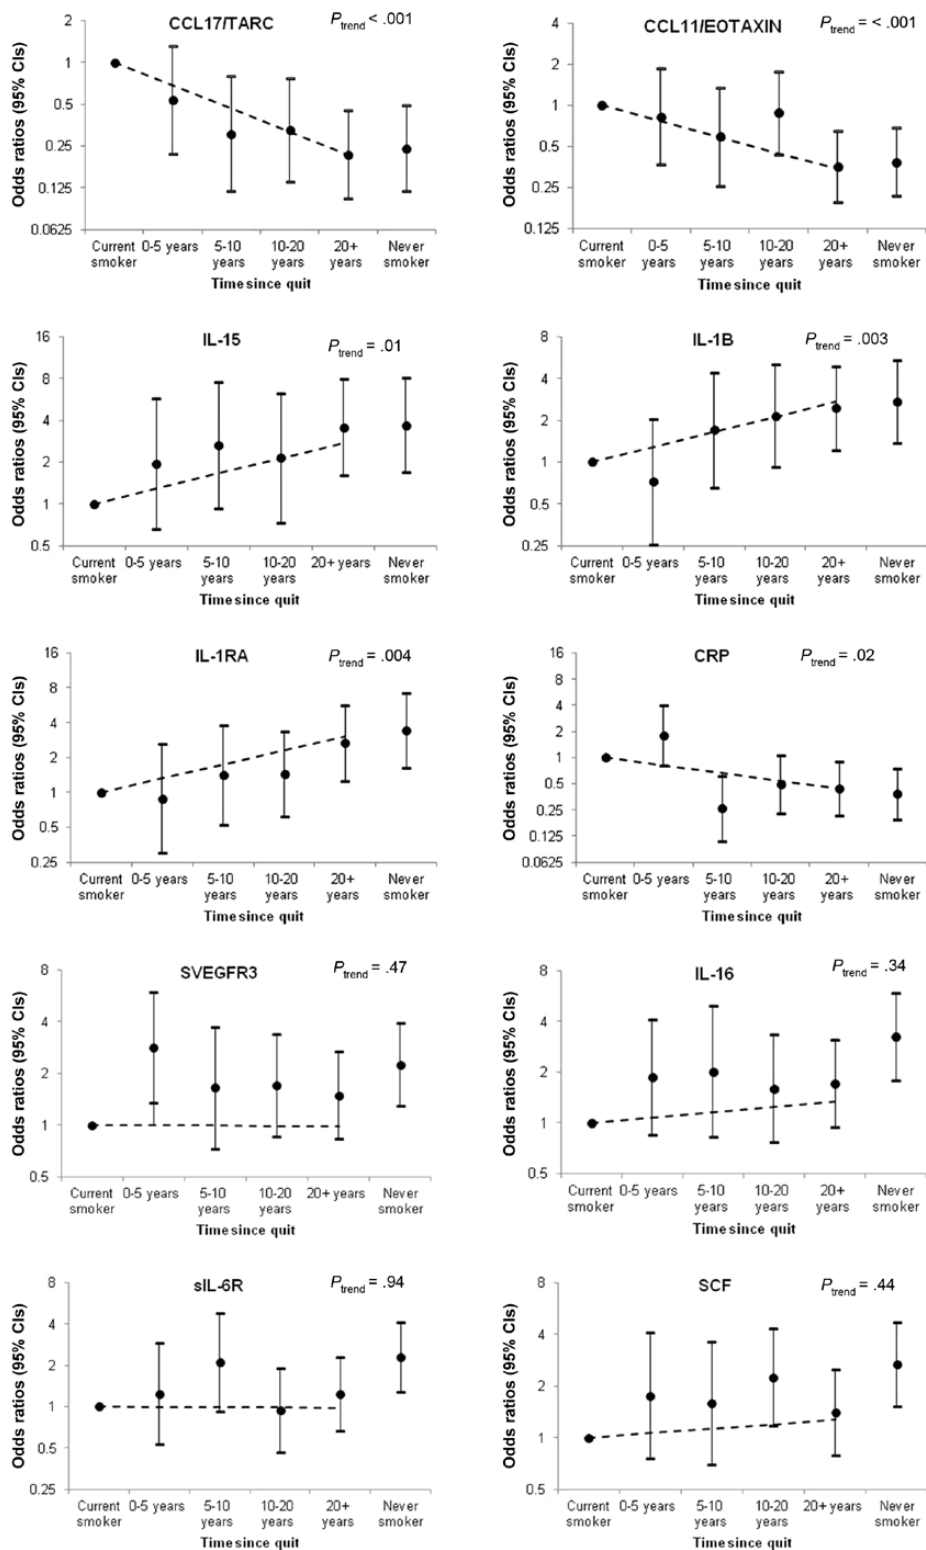 CCL17/TARC
Ptrend < .001
Odds ratios (95% CIs)
2
1
0.5
0.25
0.125
0.0625
Current smoker
0-5 years
5-10 years
10-20 years
20+ years
Never smoker
Time since quit
CCL11/EOTAXIN
Ptrend = < .001
Odds ratios (95% CIs)
4
2
1
0.5
0.25
0.125
Current smoker
0-5 years
5-10 years
10-20 years
20+ years
Never smoker
Time since quit
IL-15
Ptrend = .01
Odds ratios (95% CIs)
16
8
4
2
1
0.5
Current smoker
0-5 years
5-10 years
10-20 years
20+ years
Never smoker
Time since quit
IL-1B
Ptrend = .003
Odds ratios (95% CIs)
8
4
2
1
0.5
0.25
Current smoker
0-5 years
5-10 years
10-20 years
20+ years
Never smoker
Time since quit
IL-1RA
Ptrend = .004
Odds ratios (95% CIs)
16
8
4
2
1
0.5
0.25
Current smoker
0-5 years
5-10 years
10-20 years
20+ years
Never smoker
Time since quit
CRP
Ptrend = .02
Odds ratios (95% CIs)
16
8
4
2
1
0.5
0.25
0.125
0.0625
Current smoker
0-5 years
5-10 years
10-20 years
20+ years
Never smoker
Time since quit
SVEGFR3
Ptrend = .47
Odds ratios (95% CIs)
8
4
2
1
0.5
Current smoker
0-5 years
5-10 years
10-20 years
20+ years
Never smoker
Time since quit
IL-16
Ptrend = .34
Odds ratios (95% CIs)
8
4
2
1
0.5
Current smoker
0-5 years
5-10 years
10-20 years
20+ years
Never smoker
Time since quit
sIL-6R
Ptrend = .94
Odds ratios (95% CIs)
8
4
2
1
0.5
0.25
Current smoker
0-5 years
5-10 years
10-20 years
20+ years
Never smoker
Time since quit
SCF
Ptrend = .44
Odds ratios (95% CIs)
8
4
2
1
0.5
Current smoker
0-5 years
5-10 years
10-20 years
20+ years
Never smoker
Time since quit